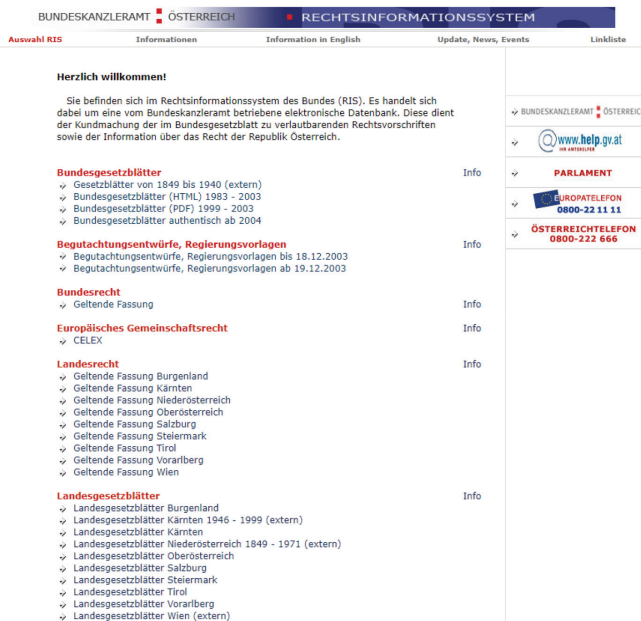 BUNDESKANZLERAMT ÖSTERREICH RECHTSINFORMATIONSSYSTEM
Auswahl RIS Informationen Information in English Update, News, Events Linkliste
Herzlich willkommen!
Sie befinden sich im Rechtsinformationssystem des Bundes (RIS). Es handelt sich
dabei um eine vom Bundeskanzleramt betriebene elektronische Datenbank. Diese dient
der Kundmachung der im Bundesgesetzblatt zu verlautbarenden Rechtsvorschriften
sowie der Information über das Recht der Republik Österreich.
Bundesgesetzblätter Info
Gesetzblätter von 1849 bis 1940 (extern)
Bundesgesetzblätter (HTML) 1983 - 2003
Bundesgesetzblätter (PDF) 1999 - 2003
Bundesgesetzblätter authentisch ab 2004
Begutachtungsentwürfe, Regierungsvorlagen Info
Begutachtungsentwürfe, Regierungsvorlagen bis 18.12.2003
Begutachtungsentwürfe, Regierungsvorlagen ab 19.12.2003
Bundesrecht
Geltende Fassung Info
Europäisches Gemeinschaftsrecht Info
CELEX
Landesrecht Info
Geltende Fassung Burgenland
Geltende Fassung Kärnten
Geltende Fassung Niederösterreich
Geltende Fassung Oberösterreich
Geltende Fassung Salzburg
Geltende Fassung Steiermark
Geltende Fassung Tirol
Geltende Fassung Vorarlberg
Geltende Fassung Wien
Landesgesetzblätter Info
Landesgesetzblätter Burgenland
Landesgesetzblätter Kärnten 1946 - 1999 (extern)
Landesgesetzblätter Kärnten
Landesgesetzblätter Niederösterreich 1849 - 1971 (extern)
Landesgesetzblätter Oberösterreich
Landesgesetzblätter Salzburg
Landesgesetzblätter Steiermark
Landesgesetzblätter Tirol
Landesgesetzblätter Vorarlberg
Landesgesetzblätter Wien (extern)
BUNDESKANZLERAMT ÖSTERREIC
@ www.help.gv.at
IHR AMTSHELFER
PARLAMENT
EUROPATELEFON
0800-22 11 11
ÖSTERREICHTELEFON
0800-222 666